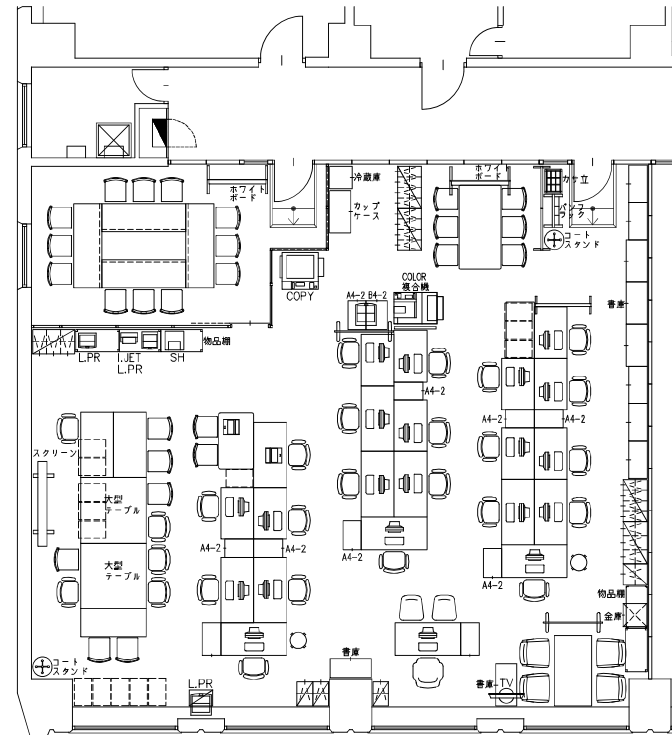 ホワイト
ボード
冷蔵庫
カップ
ケース
ホワイト
ボード
カサ立
パンフ
ラック
コート
スタンド
COPY
COLOR
複合機
A4-2 B4-2
書庫
L.PR
I.JET
L.PR
SH
物品棚
A4-2
A4-2
A4-2
スクリーン
大型
テーブル
大型
テーブル
A4-2
A4-2
A4-2
A4-2
物品棚
金庫
コート
スタンド
L.PR
書庫
書庫
TV